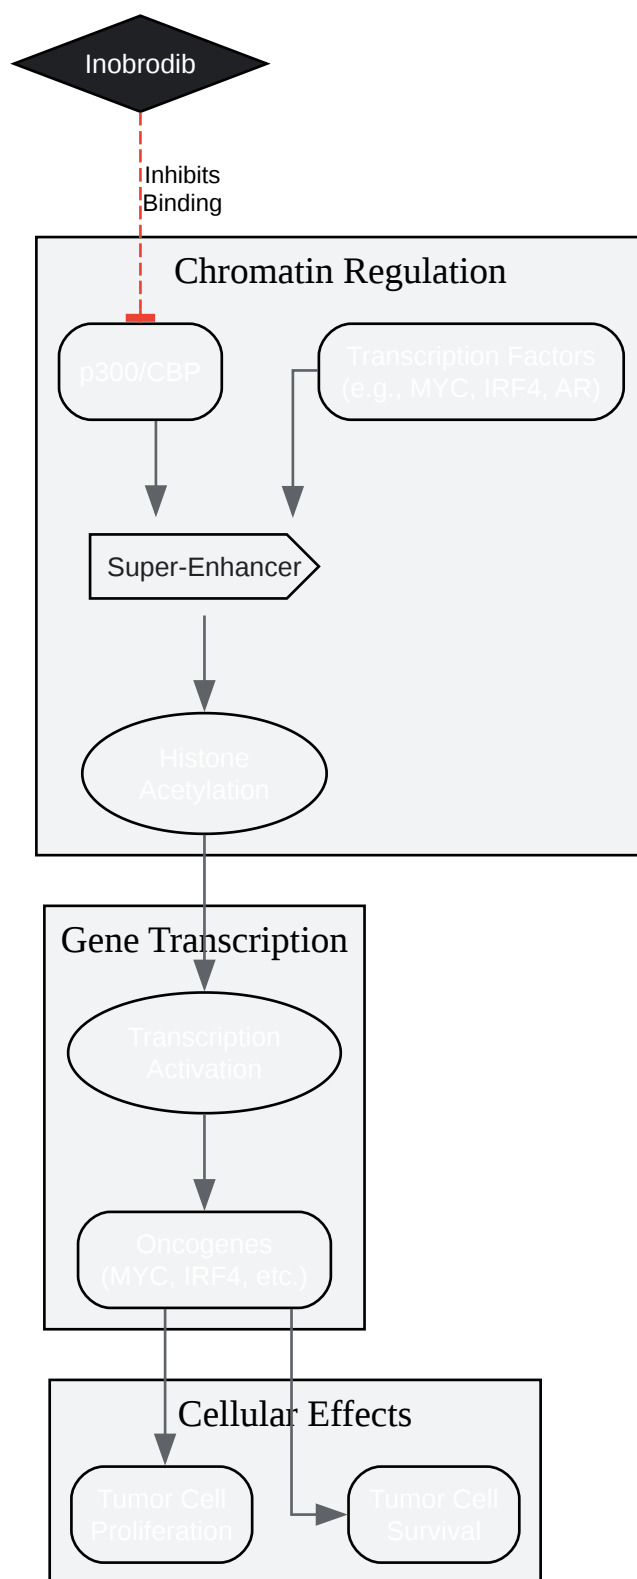 Inobrodib
Inhibits
Binding
Chromatin Regulation
p300/CBP
Transcription Factors
(e.g., MYC, IRF4, AR)
Super-Enhancer
Histone
Acetylation
Gene Transcription
Transcription
Activation
Oncogenes
(MYC, IRF4, etc.)
Cellular Effects
Tumor Cell
Proliferation
Tumor Cell
Survival